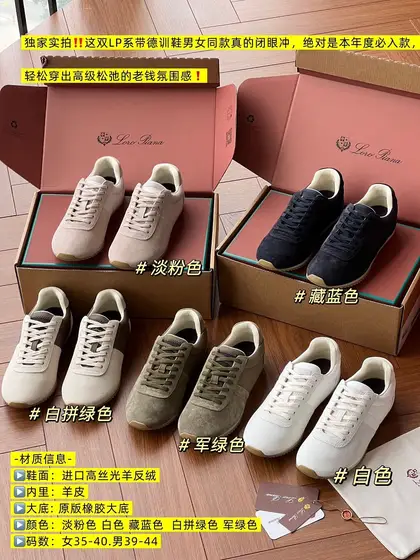 独家实拍‼️这双LP系带德训鞋男女同款真的闭眼冲，绝对是本年度必入款，
轻松穿出高级松弛的老钱氛围感！
Loro Piana
Loro Piana
# 淡粉色
# 藏蓝色
# 白拼绿色
# 军绿色
# 白色
-材质信息-
▶️鞋面：进口高丝光羊反绒
▶️内里：羊皮
▶️大底：原版橡胶大底
▶️颜色：淡粉色 白色 藏蓝色 白拼绿色 军绿色
▶️码数：女35-40.男39-44